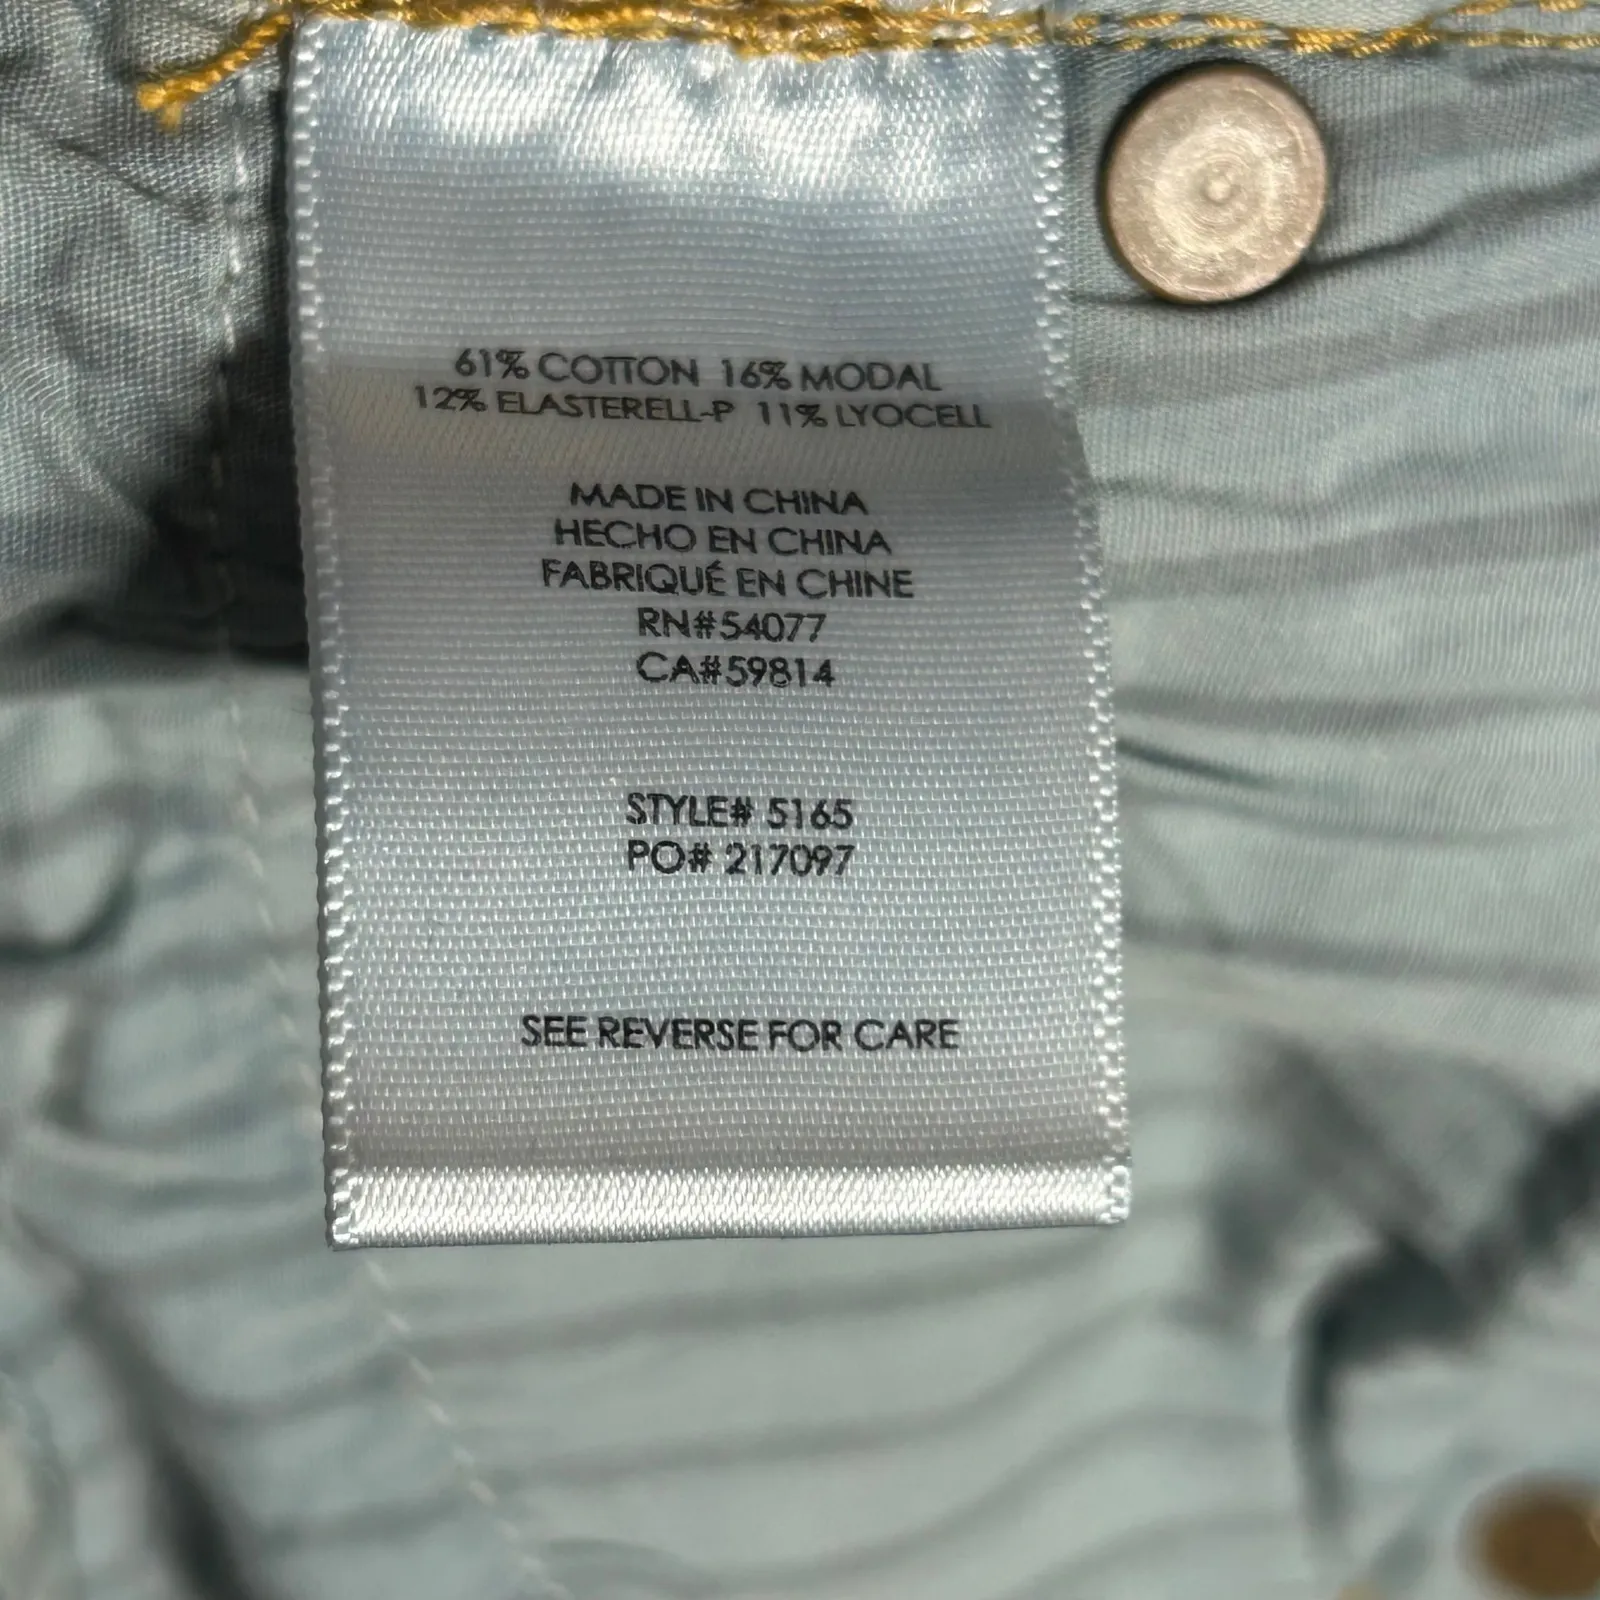 61% COTTON 16% MODAL
12% ELASTERELL-P 11% LYOCELL
MADE IN CHINA
HECHO EN CHINA
FABRIQUÉ EN CHINE
RN#54077
CA#59814
STYLE# 5165
PO# 217097
SEE REVERSE FOR CARE